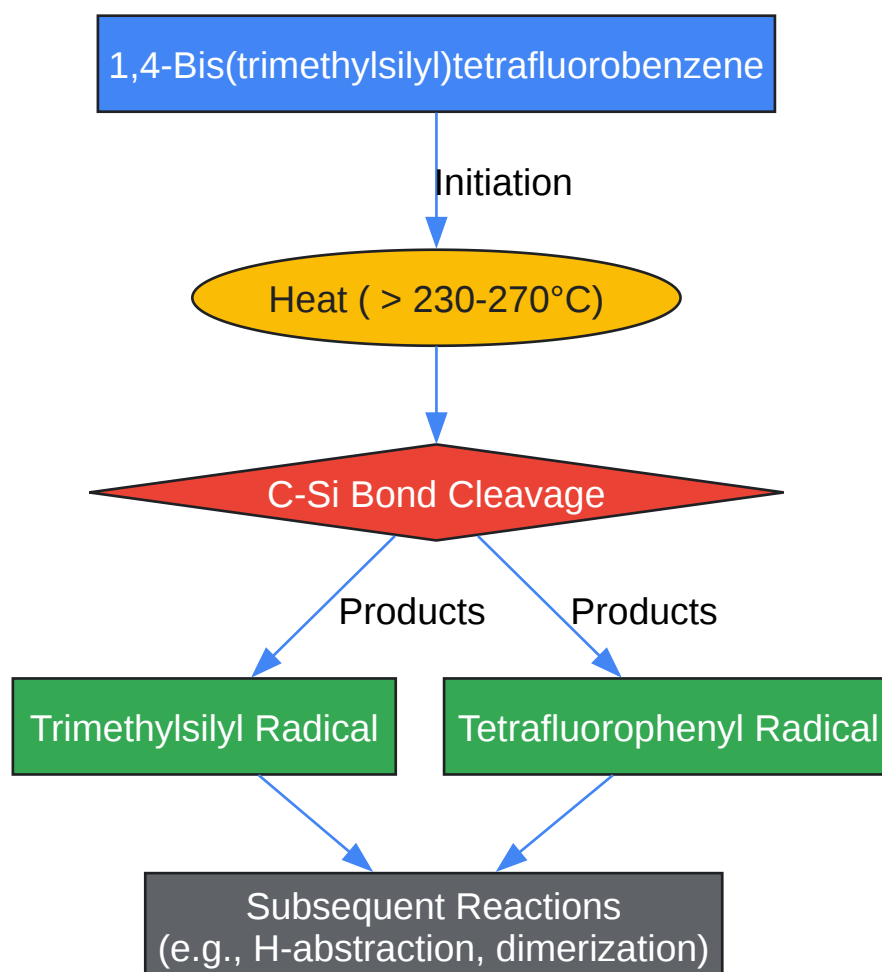 1,4-Bis(trimethylsilyl)tetrafluorobenzene
Initiation
Heat ( > 230-270°C)
C-Si Bond Cleavage
Products
Products
Trimethylsilyl Radical
Tetrafluorophenyl Radical
Subsequent Reactions
(e.g., H-abstraction, dimerization)